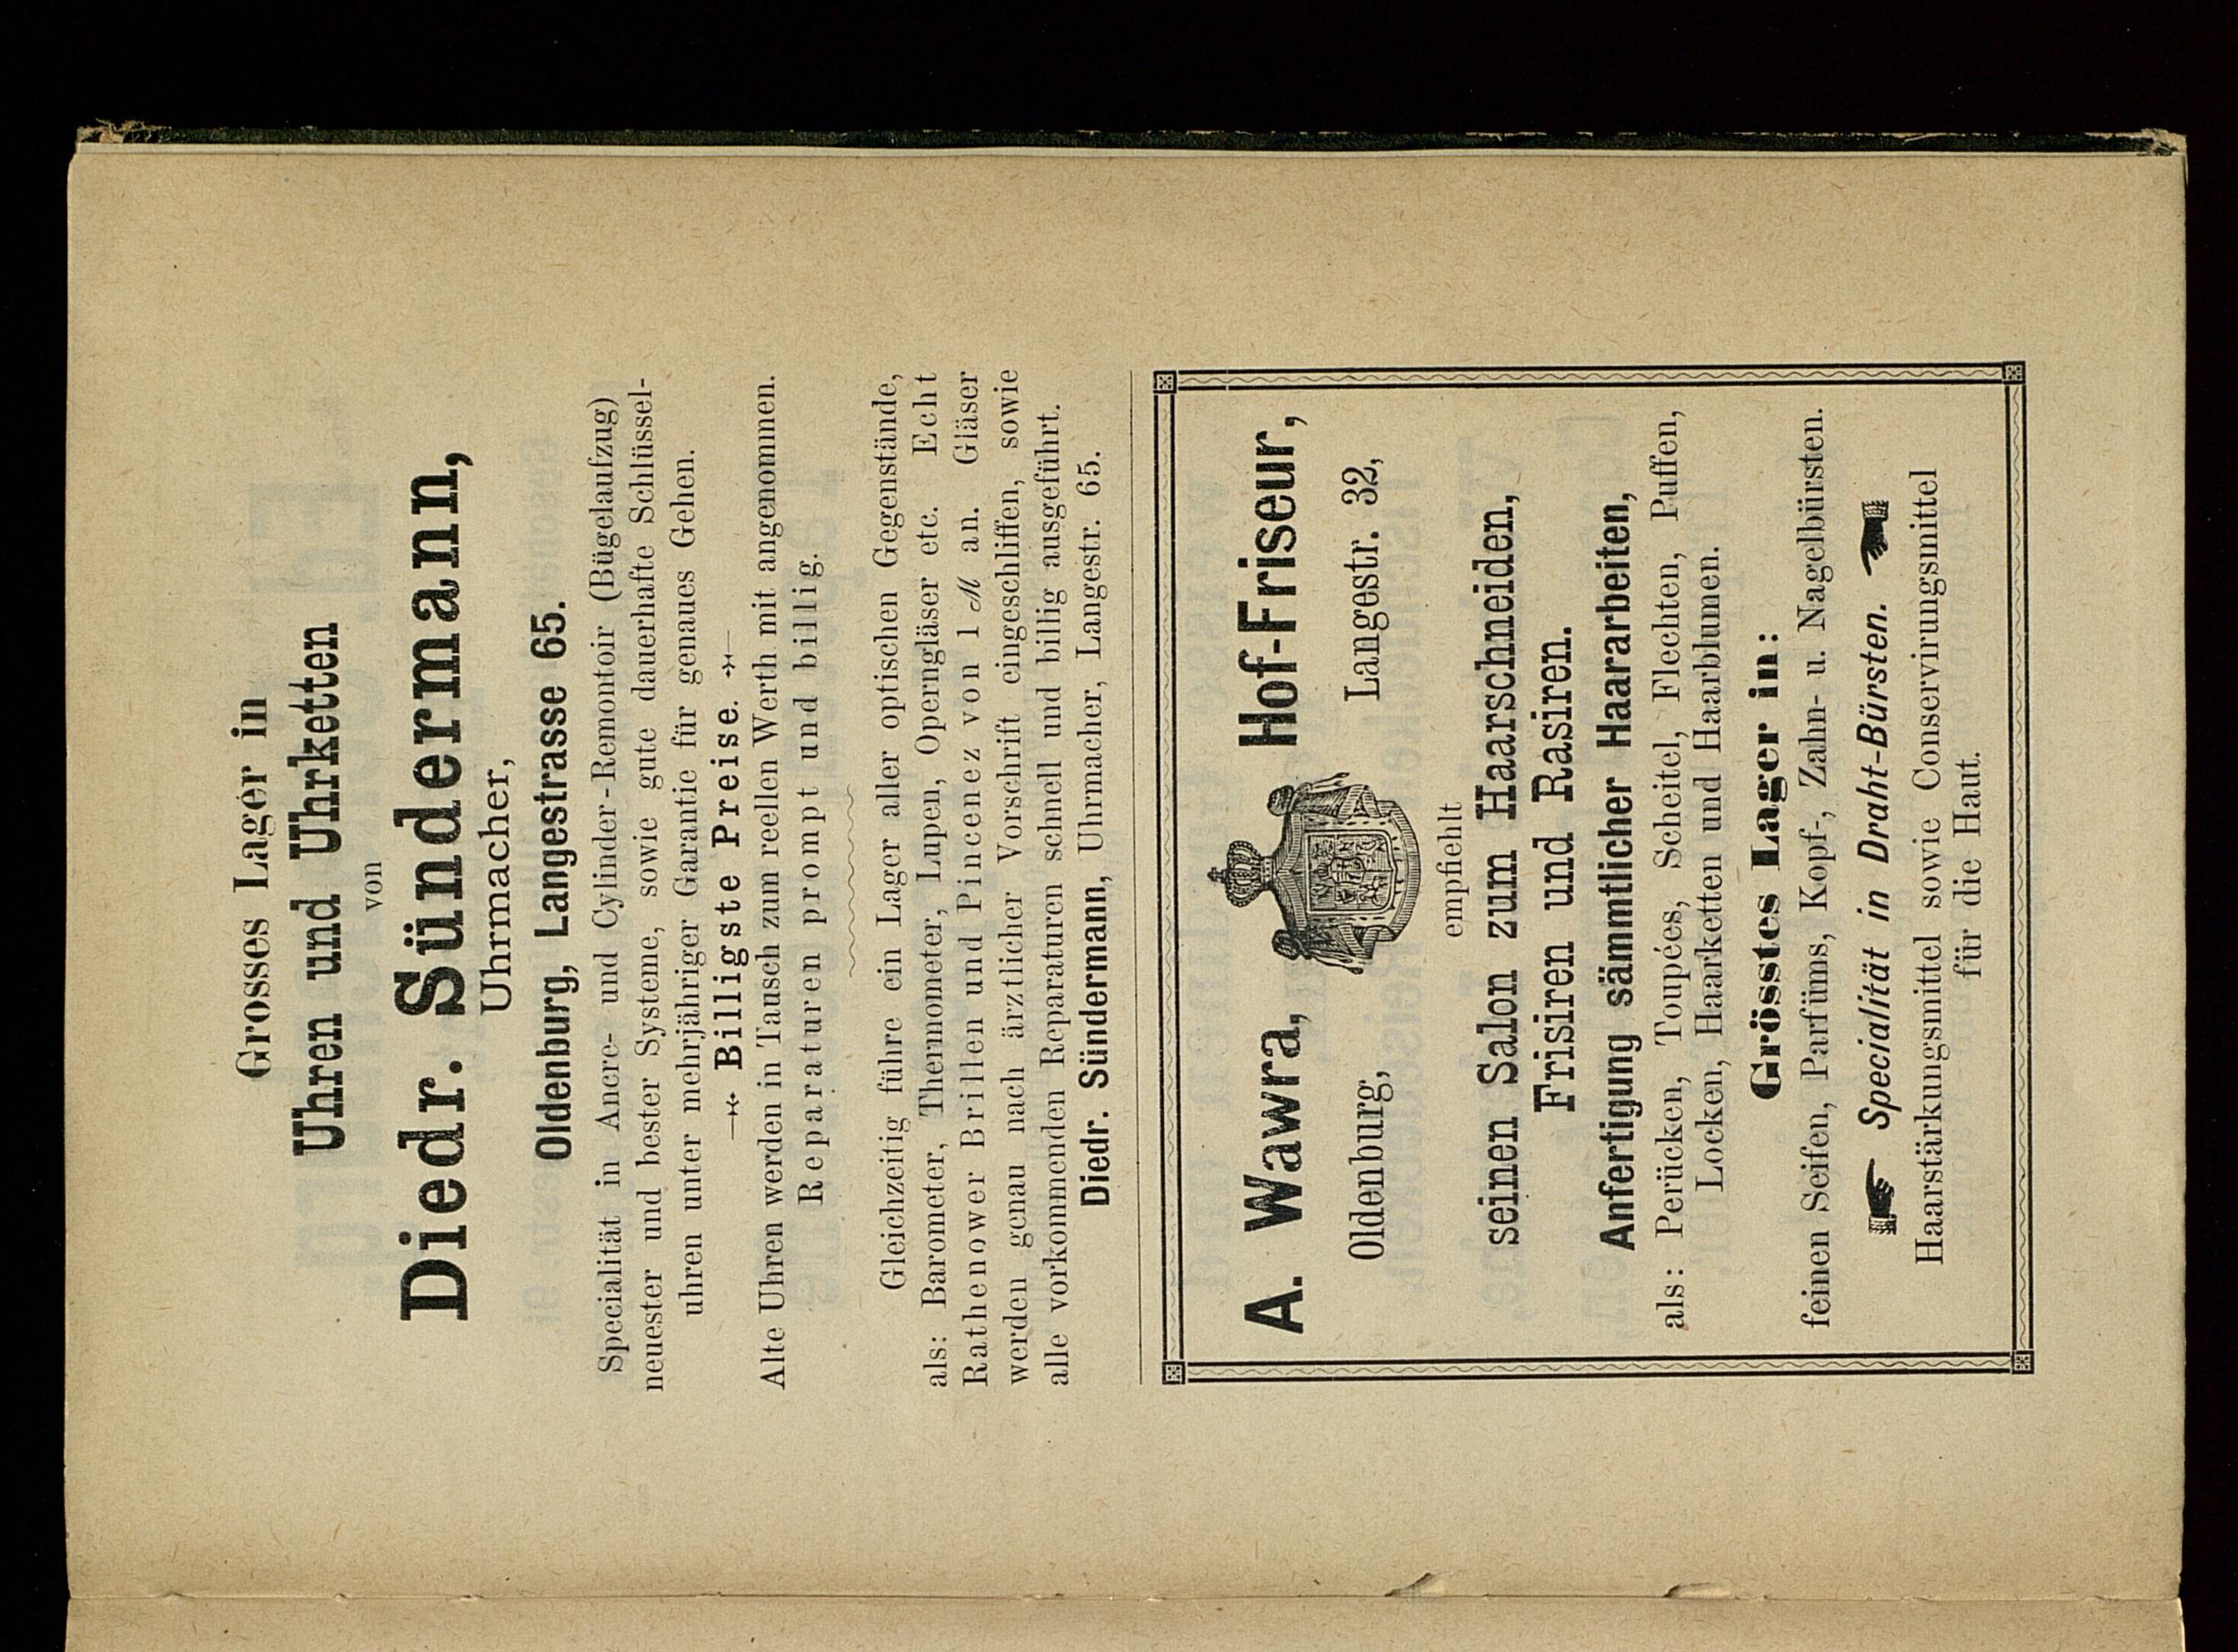 Grosses Lager in
Uhren und Uhrketten
von
Diedr. Sündermann,
Uhrmacher,
Oldenburg, Langestrasse 65.
Specialität in Ancre- und Cylinder-Remontoir (Bügelaufzug)
neuester und bester Systeme, sowie gute dauerhafte Schlüssel-
uhren unter mehrjähriger Garantie für genaues Gehen.
Billigste Preise.
Alte Uhren werden in Tausch zum reellen Werth mit angenommen.
Reparaturen prompt und billig.
Gleichzeitig führe ein Lager aller optischen Gegenstände,
als: Barometer, Thermometer, Lupen, Operngläser etc. Echt
Rathenower Brillen und Pincenez von 1 ℳ an. Gläser
werden genau nach ärztlicher Vorschrift eingeschliffen, sowie
alle vorkommenden Reparaturen schnell und billig ausgeführt.
Diedr. Sündermann, Uhrmacher, Langestr. 65.
A. Wawra, Hof-Friseur,
Oldenburg, Langestr. 32,
empfiehlt
seinen Salon zum Haarschneiden,
Frisiren und Rasiren.
Anfertigung sämmtlicher Haararbeiten,
als: Perücken, Toupées, Scheitel, Flechten, Puffen,
Locken, Haarketten und Haarblumen.
Grösstes Lager in:
feinen Seifen, Parfüms, Kopf-, Zahn- u. Nagelbürsten.
Specialität in Draht-Bürsten.
Haarstärkungsmittel sowie Conservirungsmittel
für die Haut.